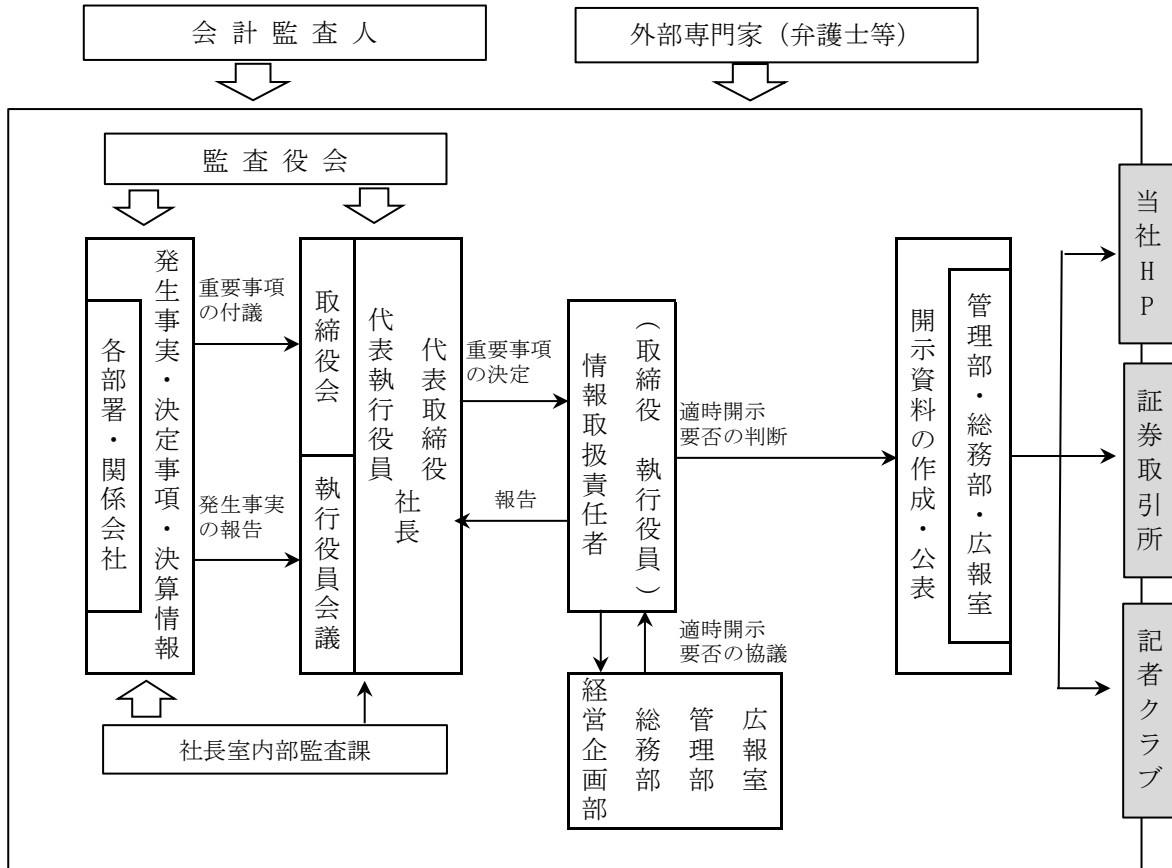 会計監査人
外部専門家（弁護士等）
監査役会
発生事実・決定事項・決算情報
各部署・関係会社
重要事項
の付議
発生事実
の報告
取締役会
執行役員会議
代表取締役
代表執行役員
社長
重要事項
の決定
報告
（取締役　執行役員）
情報取扱責任者
適時開示
要否の判断
適時開示
要否の協議
広報室
管理部
総務部
経営企画部
管理部・総務部・広報室
開示資料の作成・公表
当社HP
証券取引所
記者クラブ
社長室内部監査課